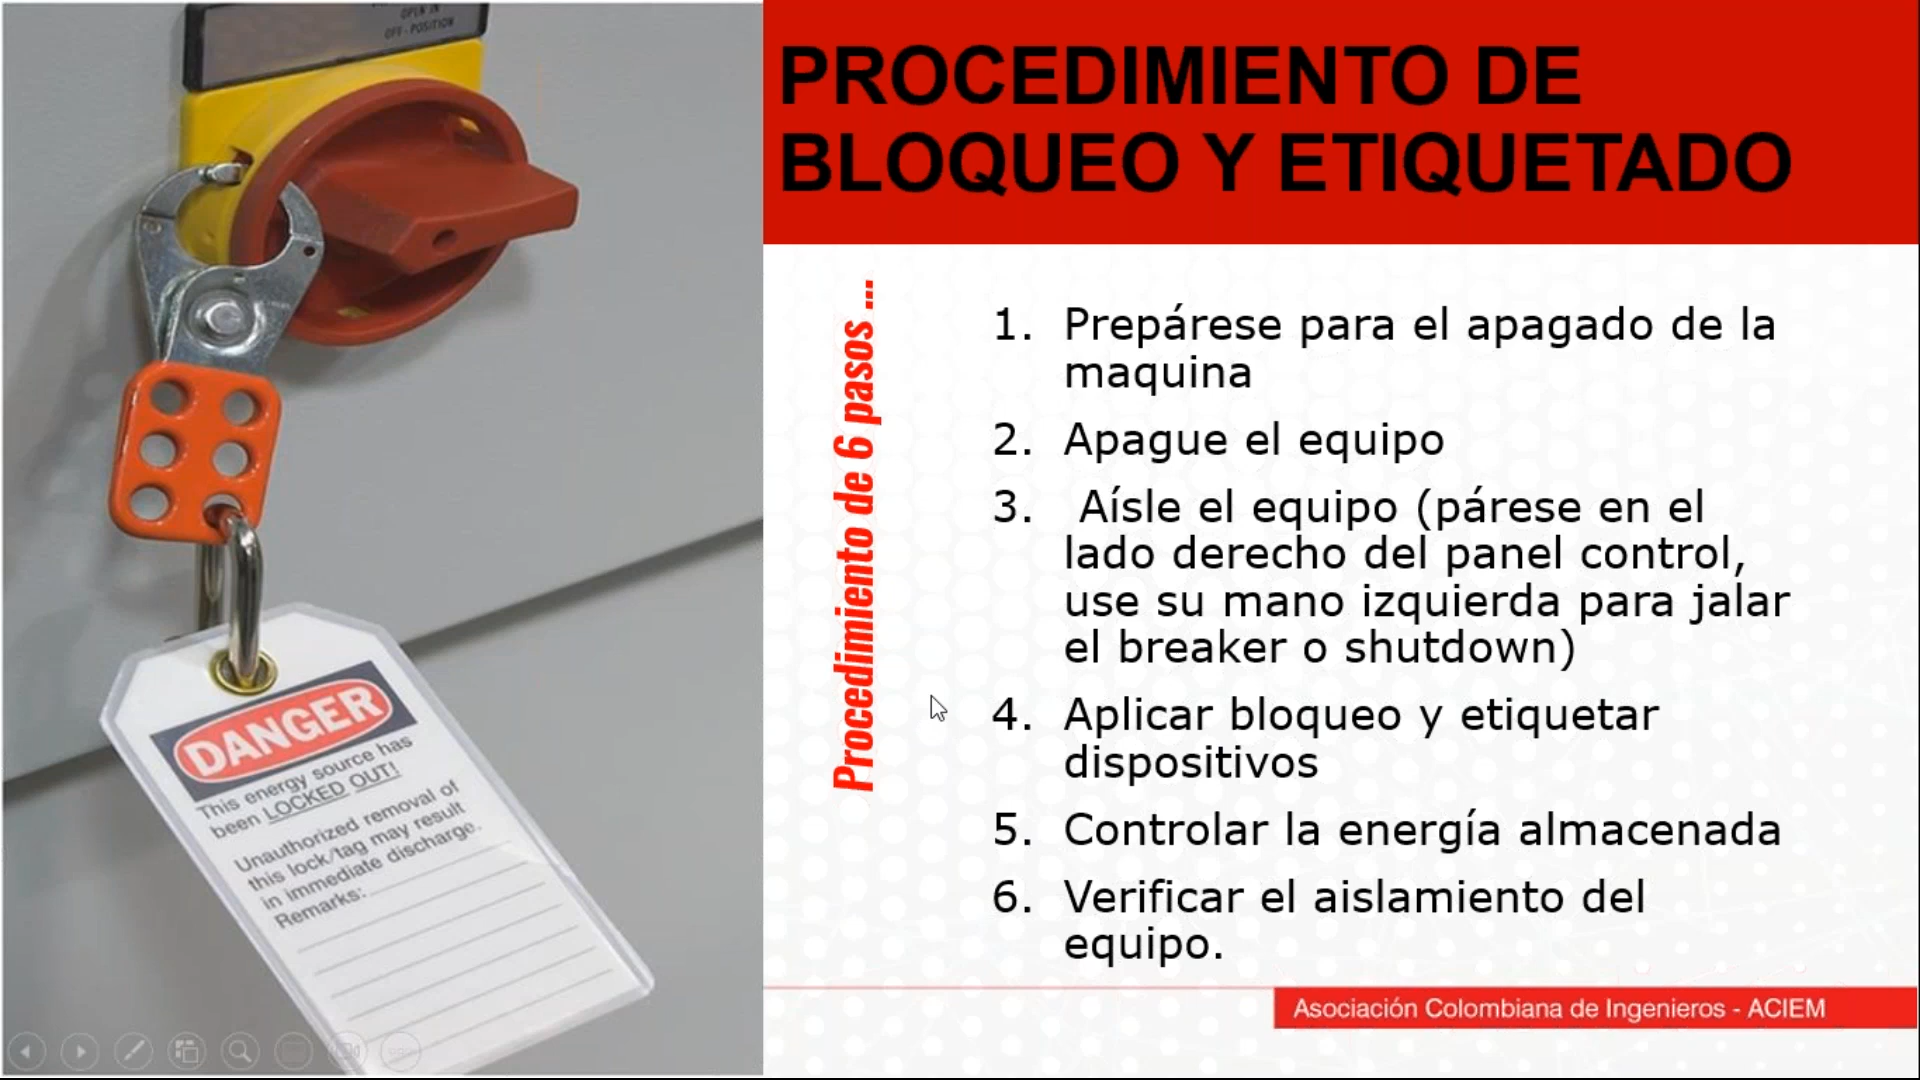 OPEN IN
OFF - POSITION
DANGER
This energy source has
been LOCKED OUT!
Unauthorized removal of
this lock/tag may result
in immediate discharge.
Remarks:
PROCEDIMIENTO DE
BLOQUEO Y ETIQUETADO
Procedimiento de 6 pasos ...
1. Prepárese para el apagado de la
maquina
2. Apague el equipo
3. Aísle el equipo (párese en el
lado derecho del panel control,
use su mano izquierda para jalar
el breaker o shutdown)
4. Aplicar bloqueo y etiquetar
dispositivos
5. Controlar la energía almacenada
6. Verificar el aislamiento del
equipo.
Asociación Colombiana de Ingenieros - ACIEM